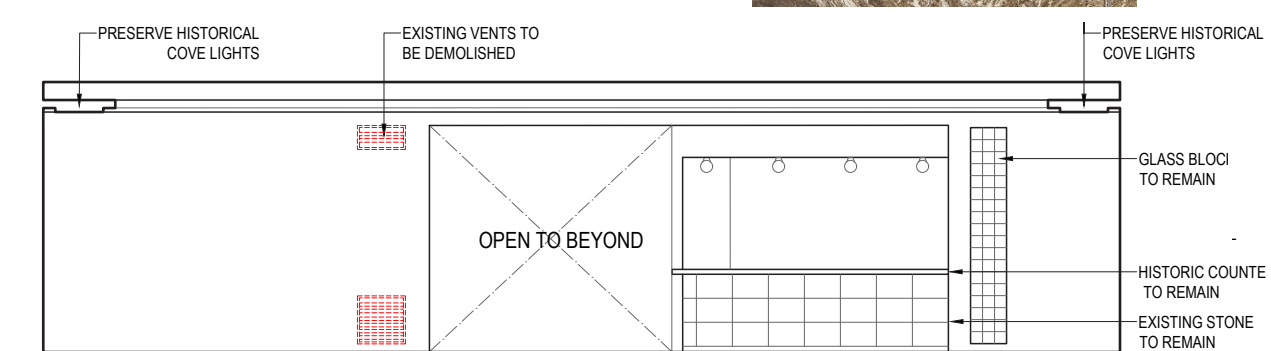 PRESERVE HISTORICAL
COVE LIGHTS
EXISTING VENTS TO
BE DEMOLISHED
PRESERVE HISTORICAL
COVE LIGHTS
GLASS BLOCI
TO REMAIN
OPEN TO BEYOND
-
HISTORIC COUNTE
TO REMAIN
EXISTING STONE
TO REMAIN